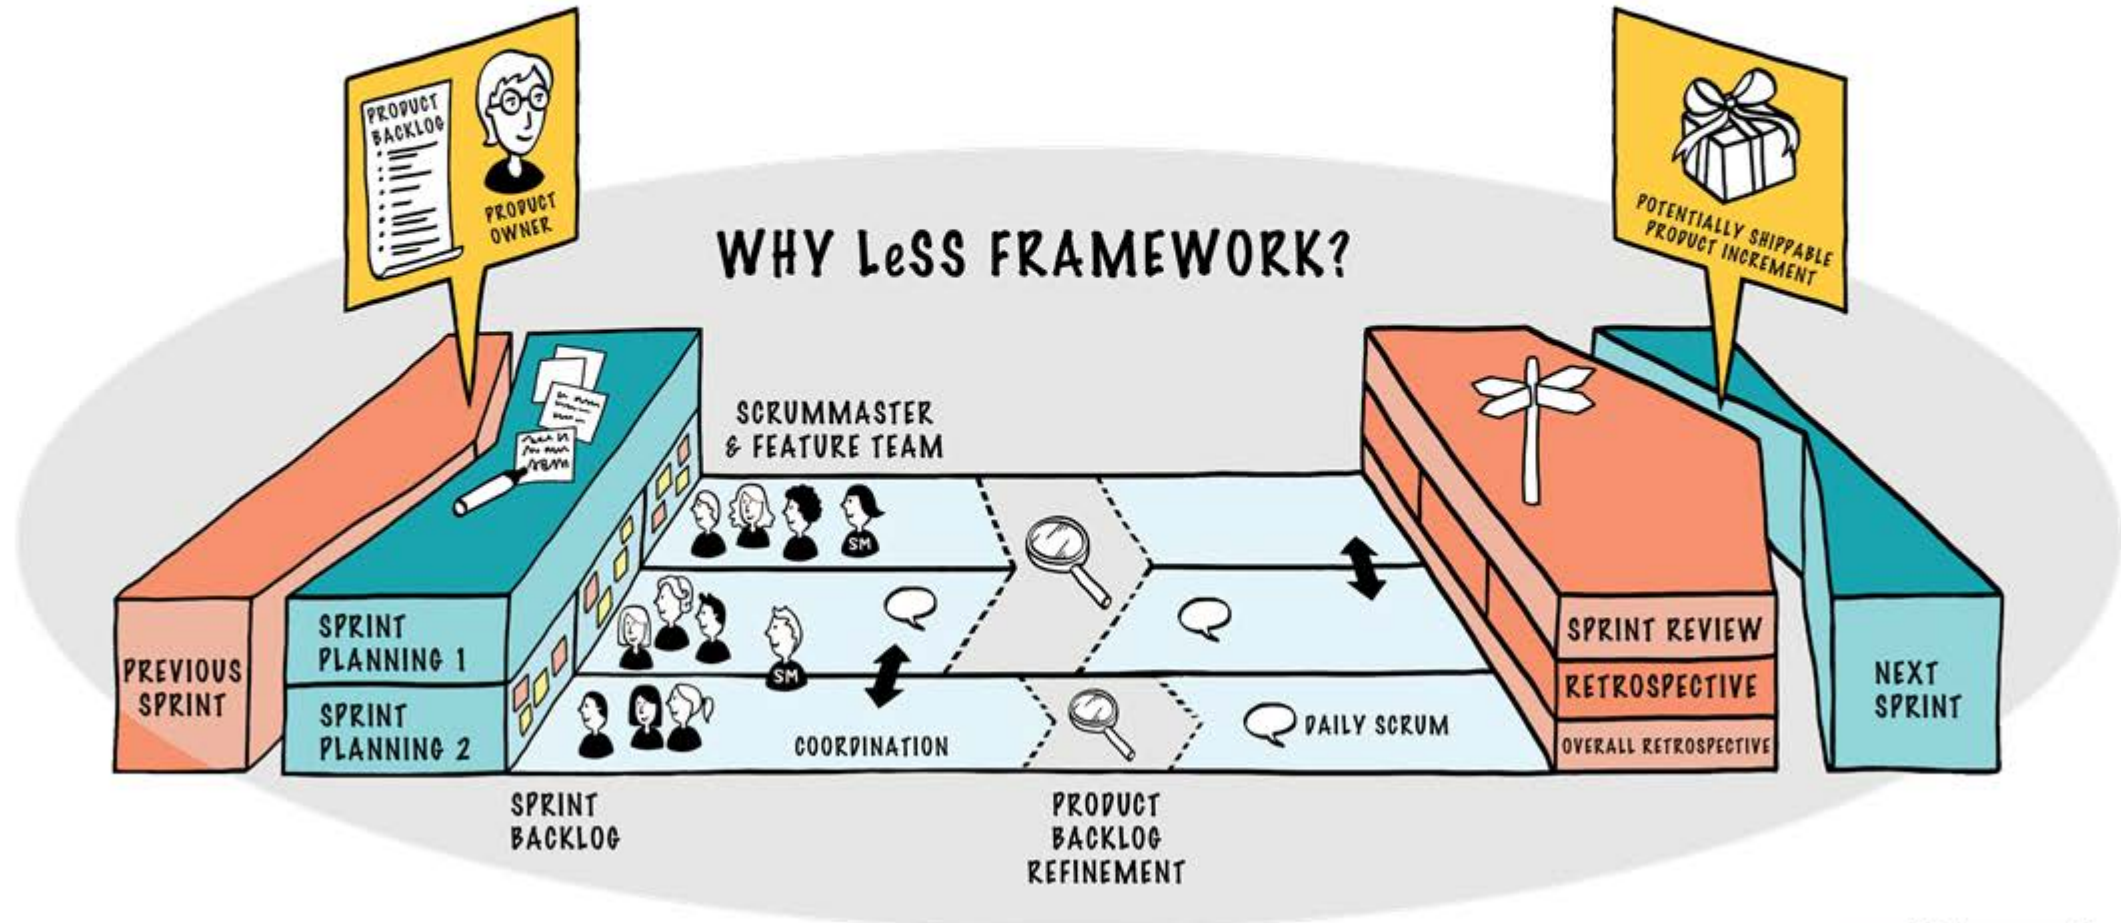 PRODUCT
BACKLOG
PRODUCT
OWNER
WHY LeSS FRAMEWORK?
POTENTIALLY SHIPPABLE
PRODUCT INCREMENT
SCRUMMASTER
& FEATURE TEAM
SM
SM
PREVIOUS
SPRINT
SPRINT
PLANNING 1
SPRINT
PLANNING 2
COORDINATION
DAILY SCRUM
SPRINT REVIEW
RETROSPECTIVE
OVERALL RETROSPECTIVE
NEXT
SPRINT
SPRINT
BACKLOG
PRODUCT
BACKLOG
REFINEMENT